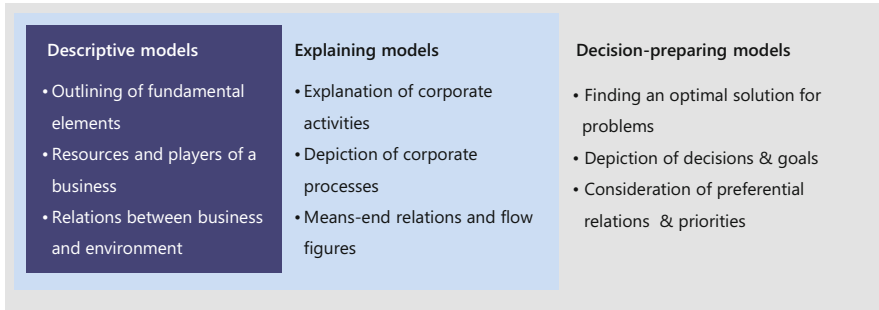 Descriptive models
• Outlining of fundamental
elements
• Resources and players of a
business
• Relations between business
and environment
Explaining models
• Explanation of corporate
activities
• Depiction of corporate
processes
• Means-end relations and flow
figures
Decision-preparing models
• Finding an optimal solution for
problems
• Depiction of decisions & goals
• Consideration of preferential
relations & priorities